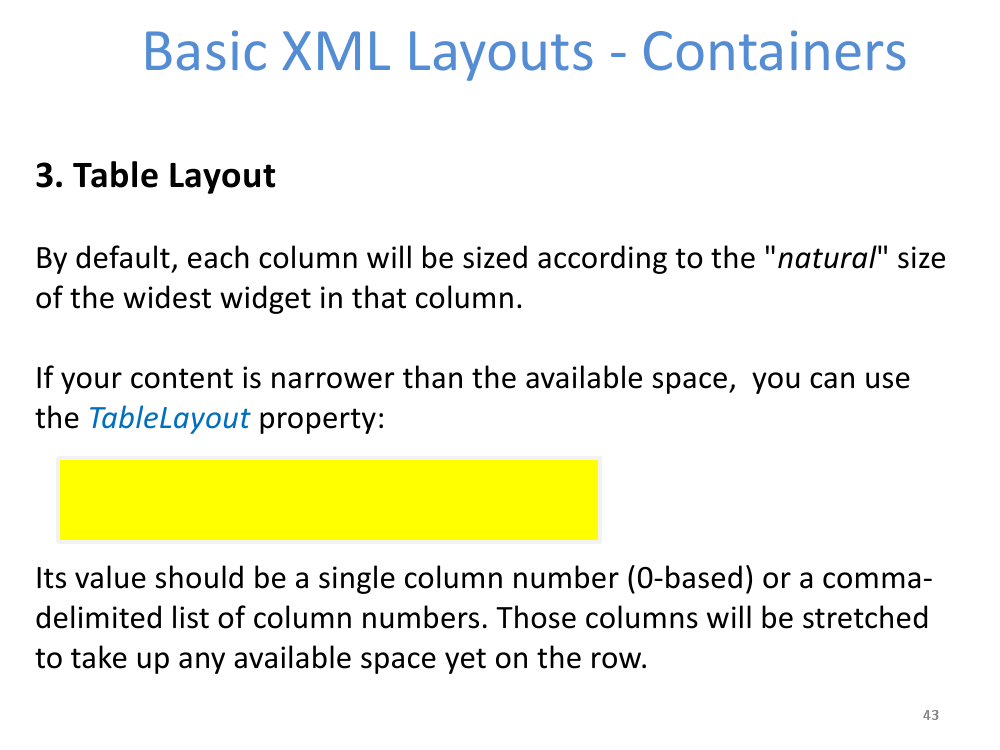 Basic XML Layouts - Containers
3. Table Layout
By default, each column will be sized according to the "natural" size
of the widest widget in that column.
If your content is narrower than the available space,  you can use
the TableLayout property:
Its value should be a single column number (0-based) or a comma-
delimited list of column numbers. Those columns will be stretched
to take up any available space yet on the row.
43